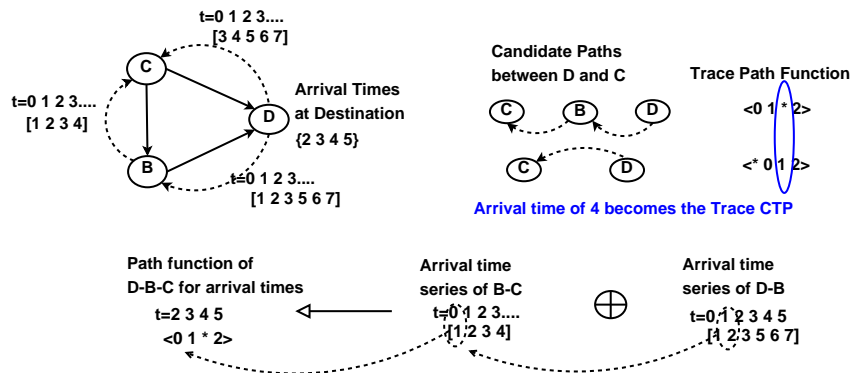 t=0 1 2 3....
[3 4 5 6 7]
C
t=0 1 2 3....
[1 2 3 4]
D
Arrival Times
at Destination
{2 3 4 5}
B
t=0 1 2 3....
[1 2 3 5 6 7]
Candidate Paths
between D and C
C
B
D
C
D
Trace Path Function
<0 1 * 2>
<* 0 1 2>
Arrival time of 4 becomes the Trace CTP
Path function of
D-B-C for arrival times
t=2 3 4 5
<0 1 * 2>
Arrival time
series of B-C
t=0 1 2 3....
[1 2 3 4]
Arrival time
series of D-B
t=0,1 2 3 4 5
[1 2 3 5 6 7]